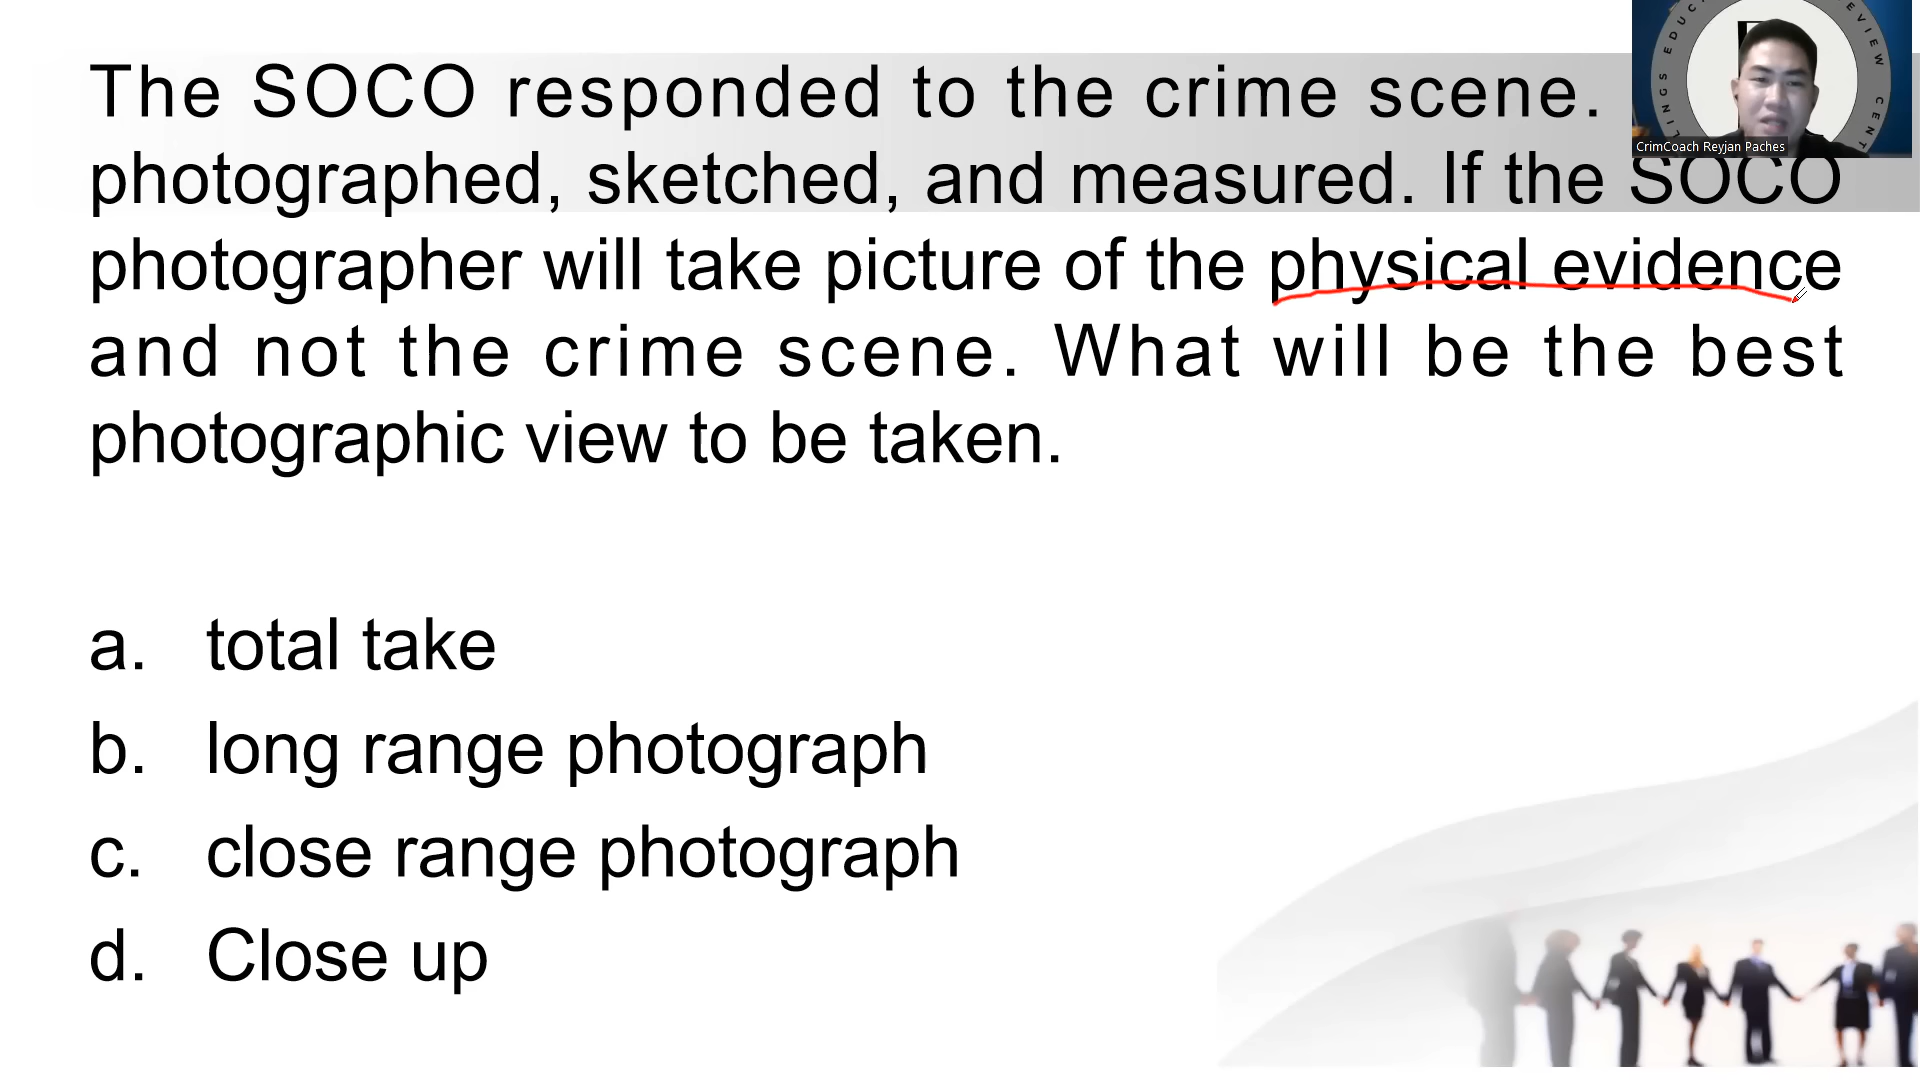 The SOCO responded to the crime scene.
photographed, sketched, and measured. If the SOCO
photographer will take picture of the physical evidence
and not the crime scene. What will be the best
photographic view to be taken.
a. total take
b. long range photograph
c. close range photograph
d. Close up
CrimCoach Reyjan Paches